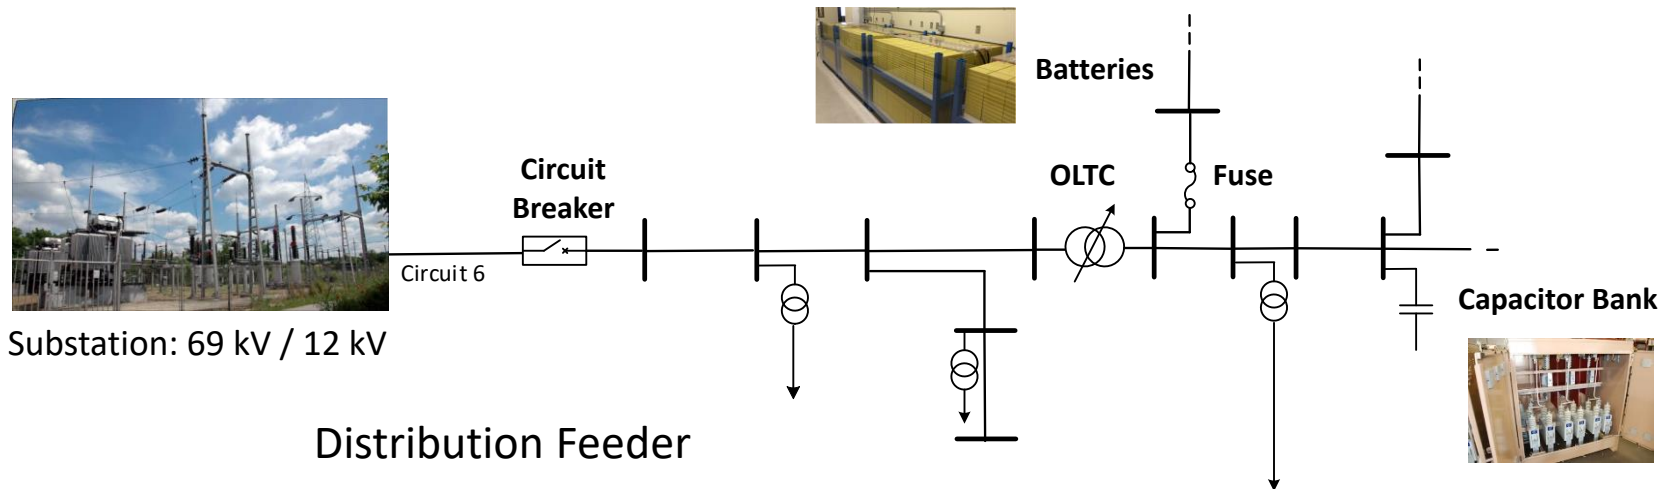 Batteries
OLTC
Fuse
Circuit
Breaker
Circuit 6
Capacitor Bank
Substation: 69 kV / 12 kV
Distribution Feeder